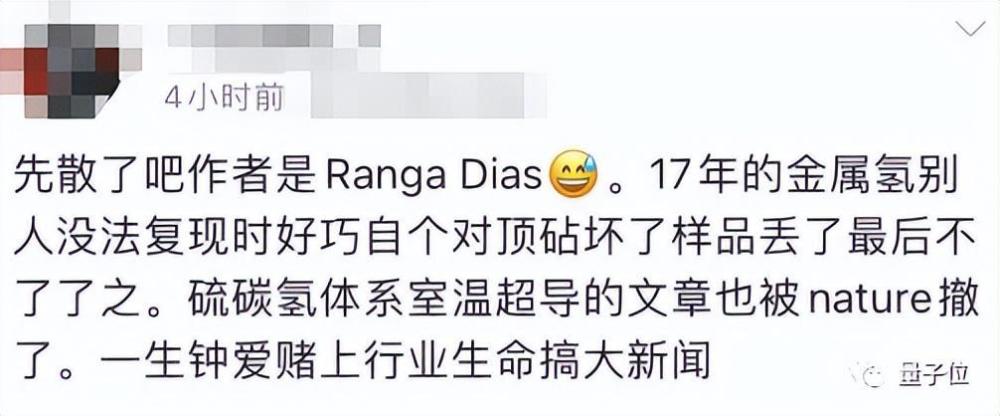 4小时前
先散了吧作者是Ranga Dias😅。17年的金属氢别
人没法复现时好巧自个对顶砧坏了样品丢了最后不
了了之。硫碳氢体系室温超导的文章也被nature撤
了。一生钟爱赌上行业生命搞大新闻
量子位